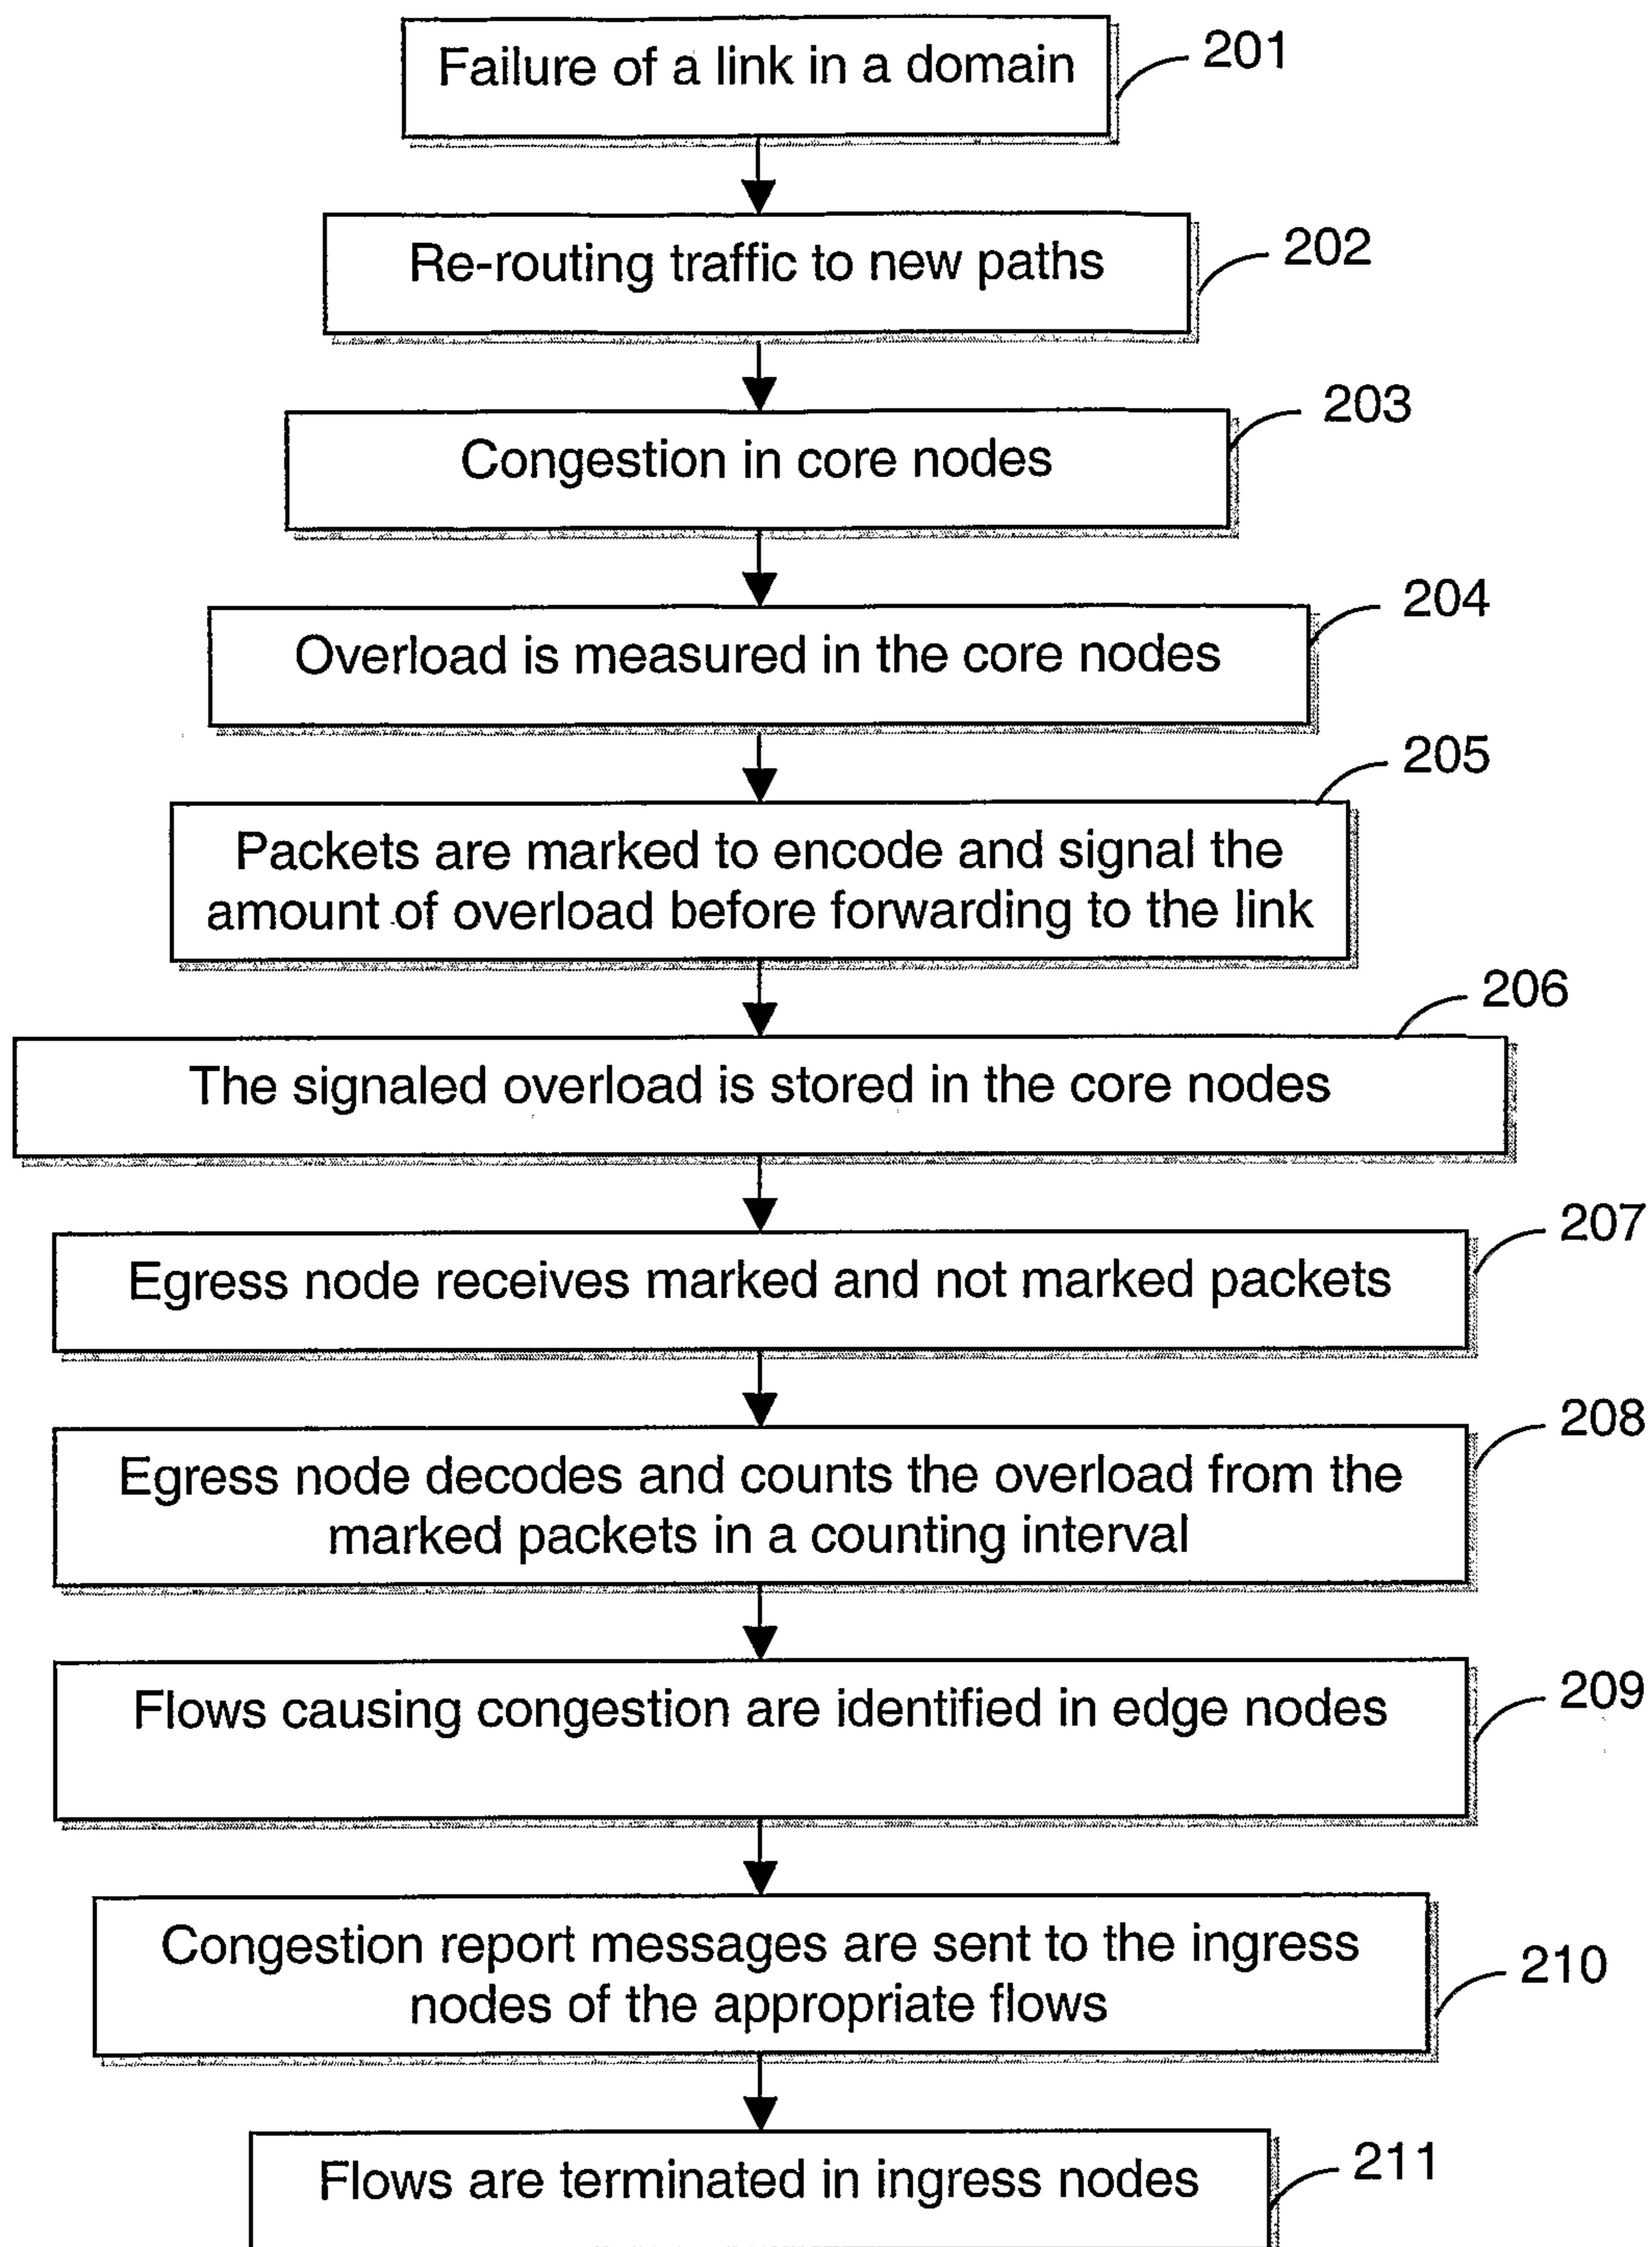 Failure of a link in a domain
201
Re-routing traffic to new paths
202
Congestion in core nodes
203
Overload is measured in the core nodes
204
Packets are marked to encode and signal the
amount of overload before forwarding to the link
205
The signaled overload is stored in the core nodes
206
Egress node receives marked and not marked packets
207
Egress node decodes and counts the overload from the
marked packets in a counting interval
208
Flows causing congestion are identified in edge nodes
209
Congestion report messages are sent to the ingress
nodes of the appropriate flows
210
Flows are terminated in ingress nodes
211